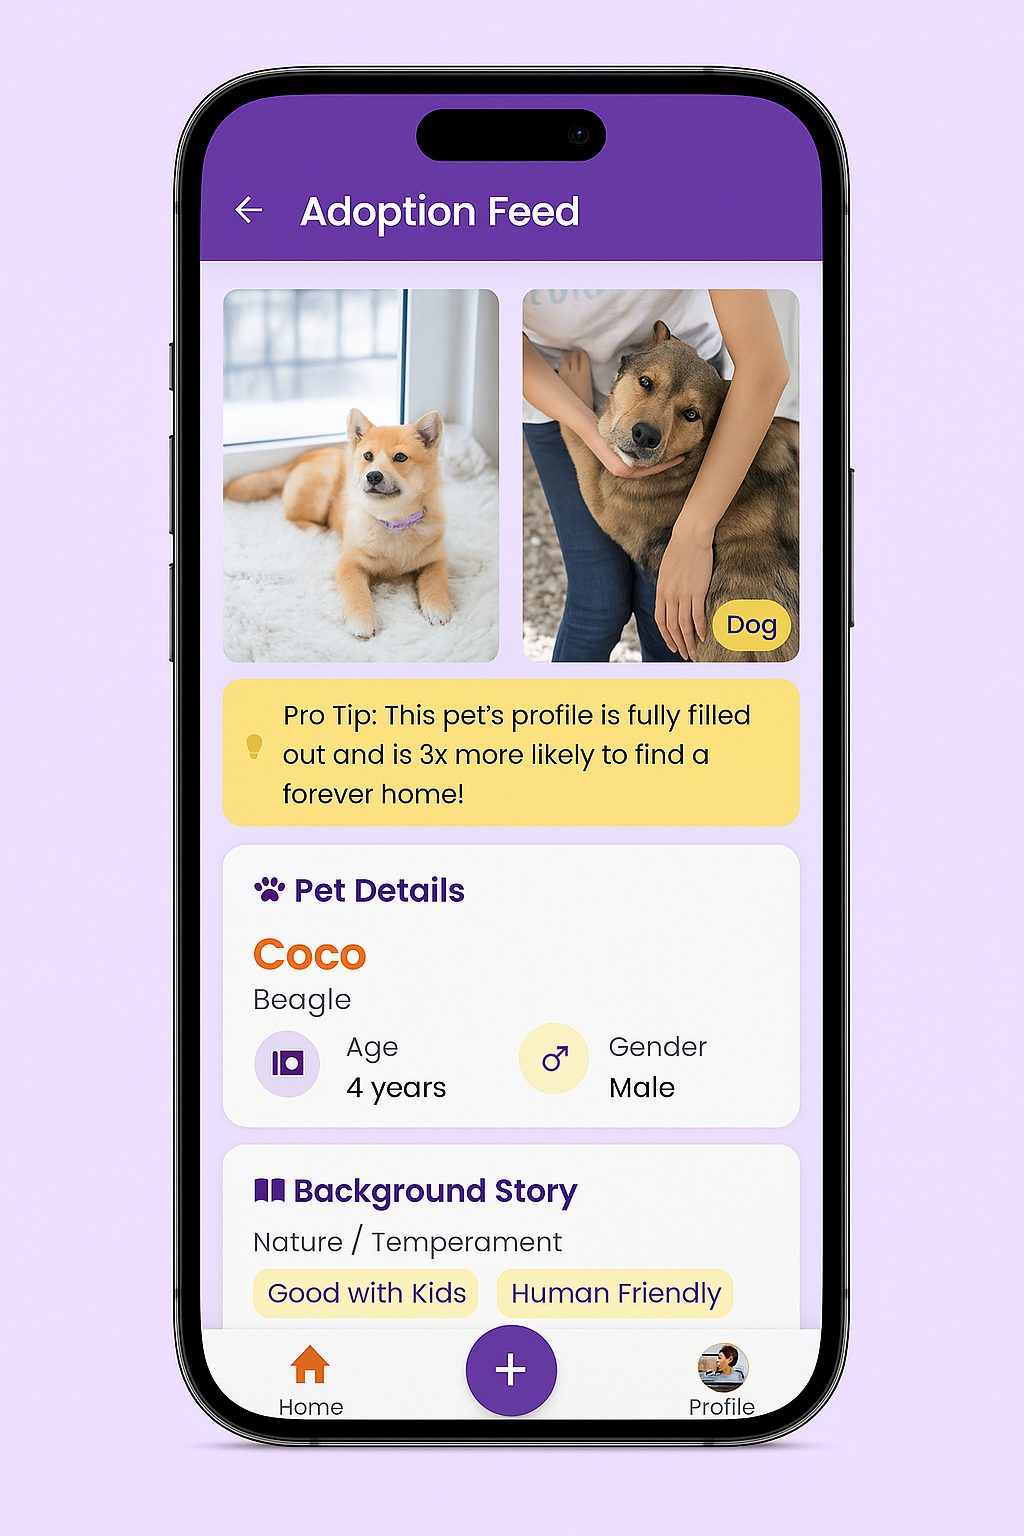 Adoption Feed
Dog
Pro Tip: This pet’s profile is fully filled
out and is 3x more likely to find a
forever home!
Pet Details
Coco
Beagle
Age
4 years
Gender
Male
Background Story
Nature / Temperament
Good with Kids
Human Friendly
Home
Profile